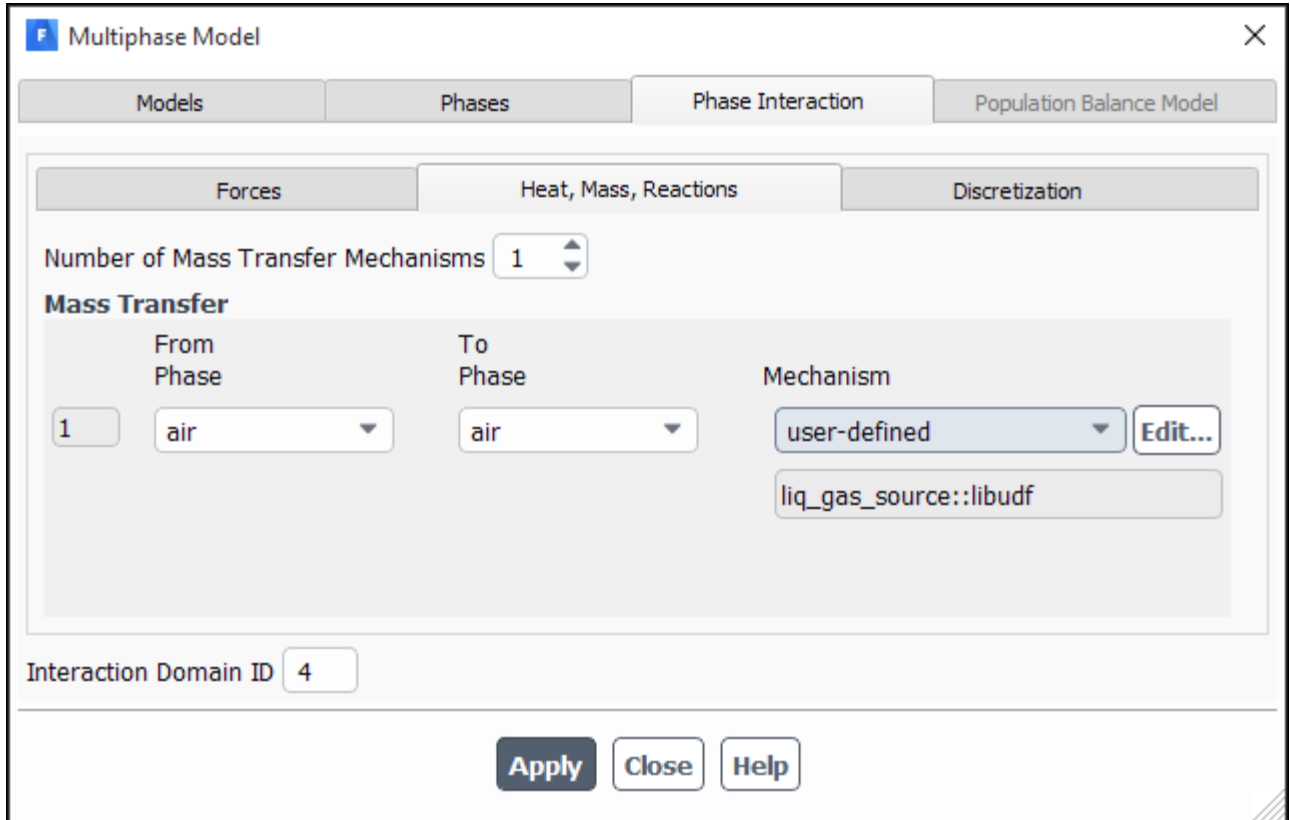 F Multiphase Model
Models Phases Phase Interaction Population Balance Model
Forces Heat, Mass, Reactions Discretization
Number of Mass Transfer Mechanisms 1
Mass Transfer
From To
Phase Phase Mechanism
1 air air user-defined Edit...
liq_gas_source::libudf
Interaction Domain ID 4
Apply Close Help